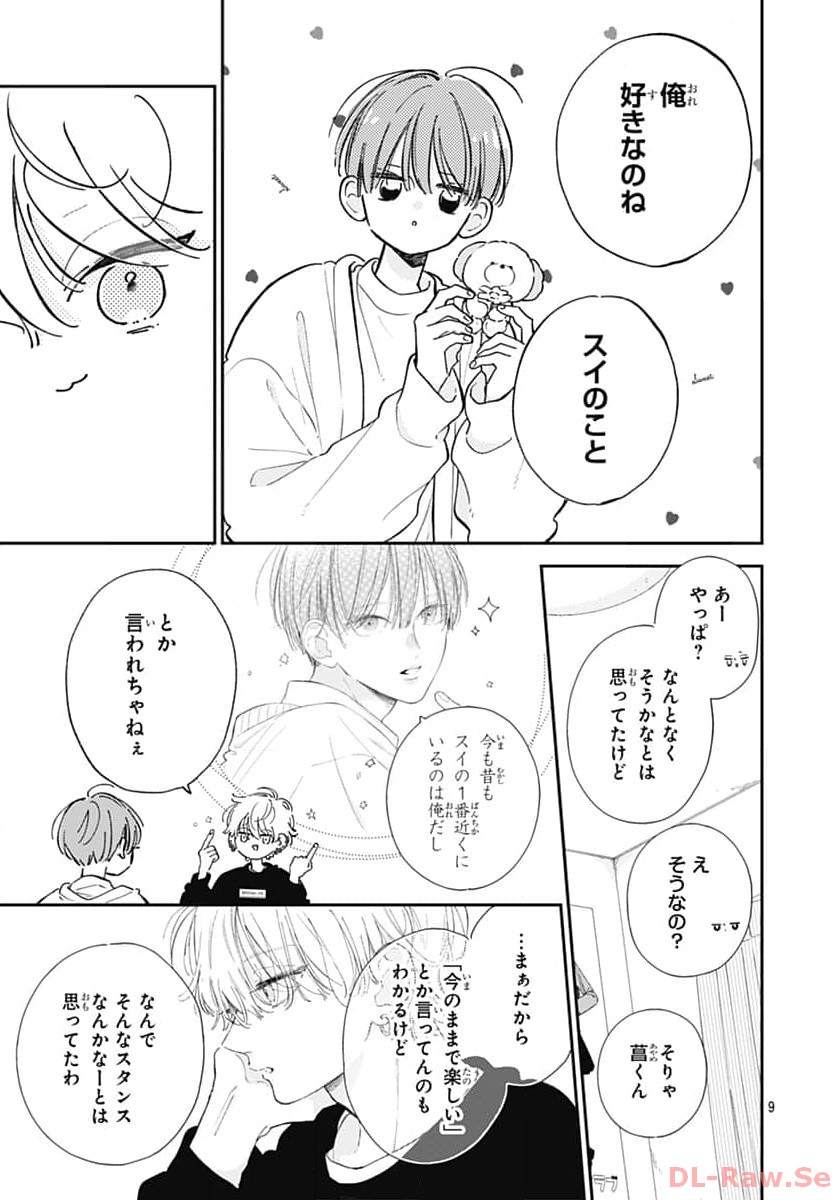 俺
好きなのね
スイのこと
Sweet
あー
やっぱ？
なんとなく
そうかなとは
思ってたけど
え
そうなの？
そりゃ
菖くん
今も昔も
スイの１番近くに
いるのは俺だし
とか
言われちゃねぇ
…まぁだから
「今のままで楽しい」
とか言ってんのも
わかるけど
なんで
そんなスタンス
なんかなーとは
思ってたわ
9
DL-Raw.Se